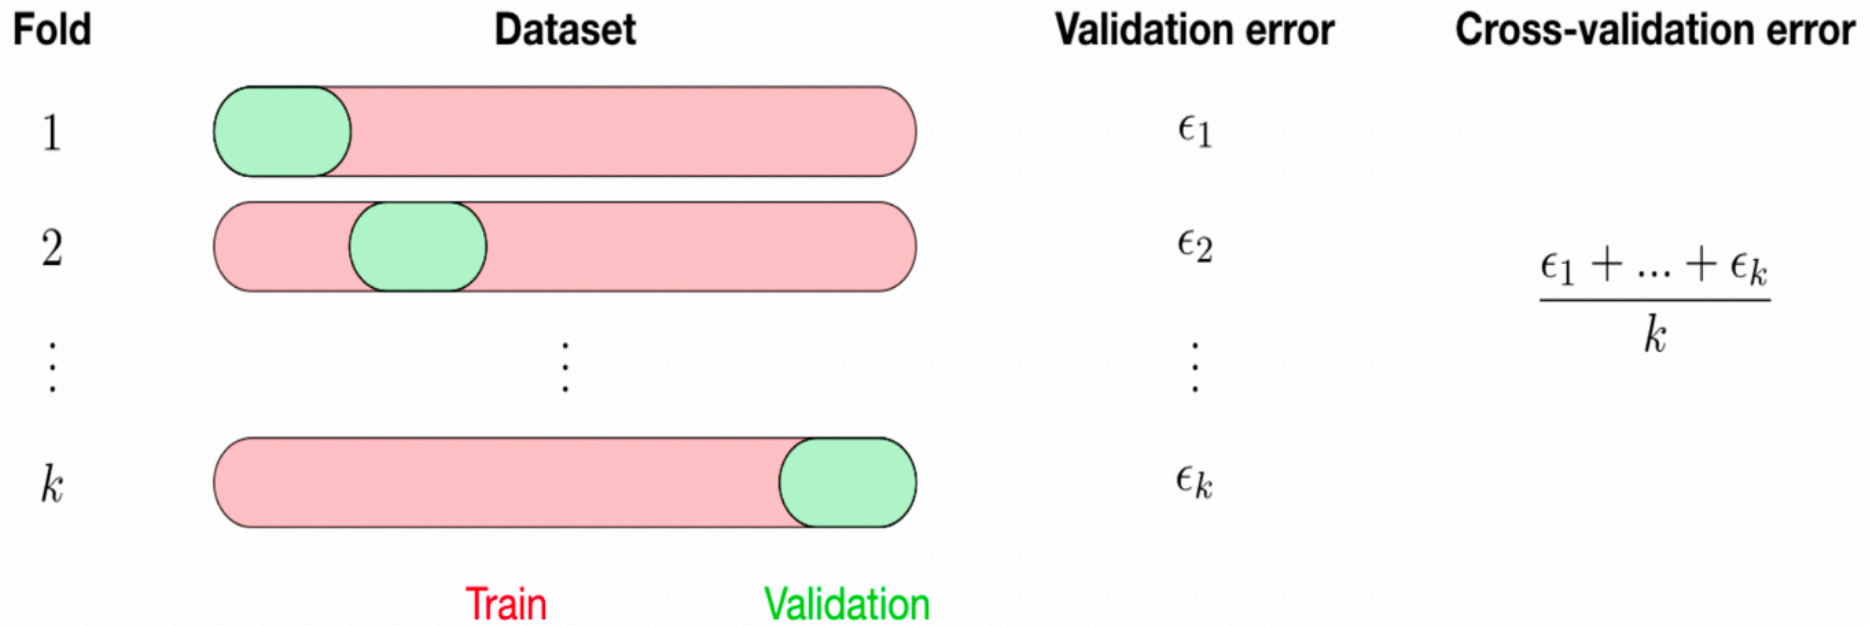 Fold Dataset Validation error Cross-validation error
1 ϵ₁
2 ϵ₂
ϵ₁ + ... + ϵₖ
k
⋮ ⋮ ⋮
k ϵₖ
Train Validation